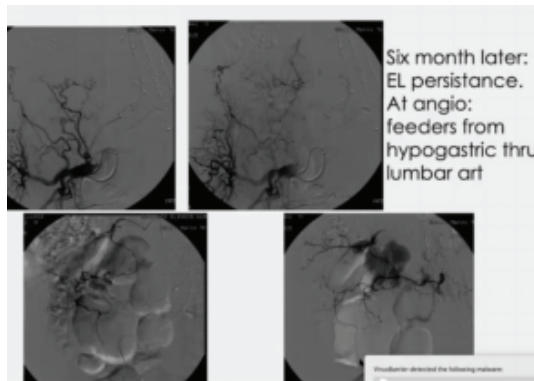 Six month later:
EL persistance.
At angio:
feeders from
hypogastric thru
lumbar art
VirusBarrier detected the following malware: